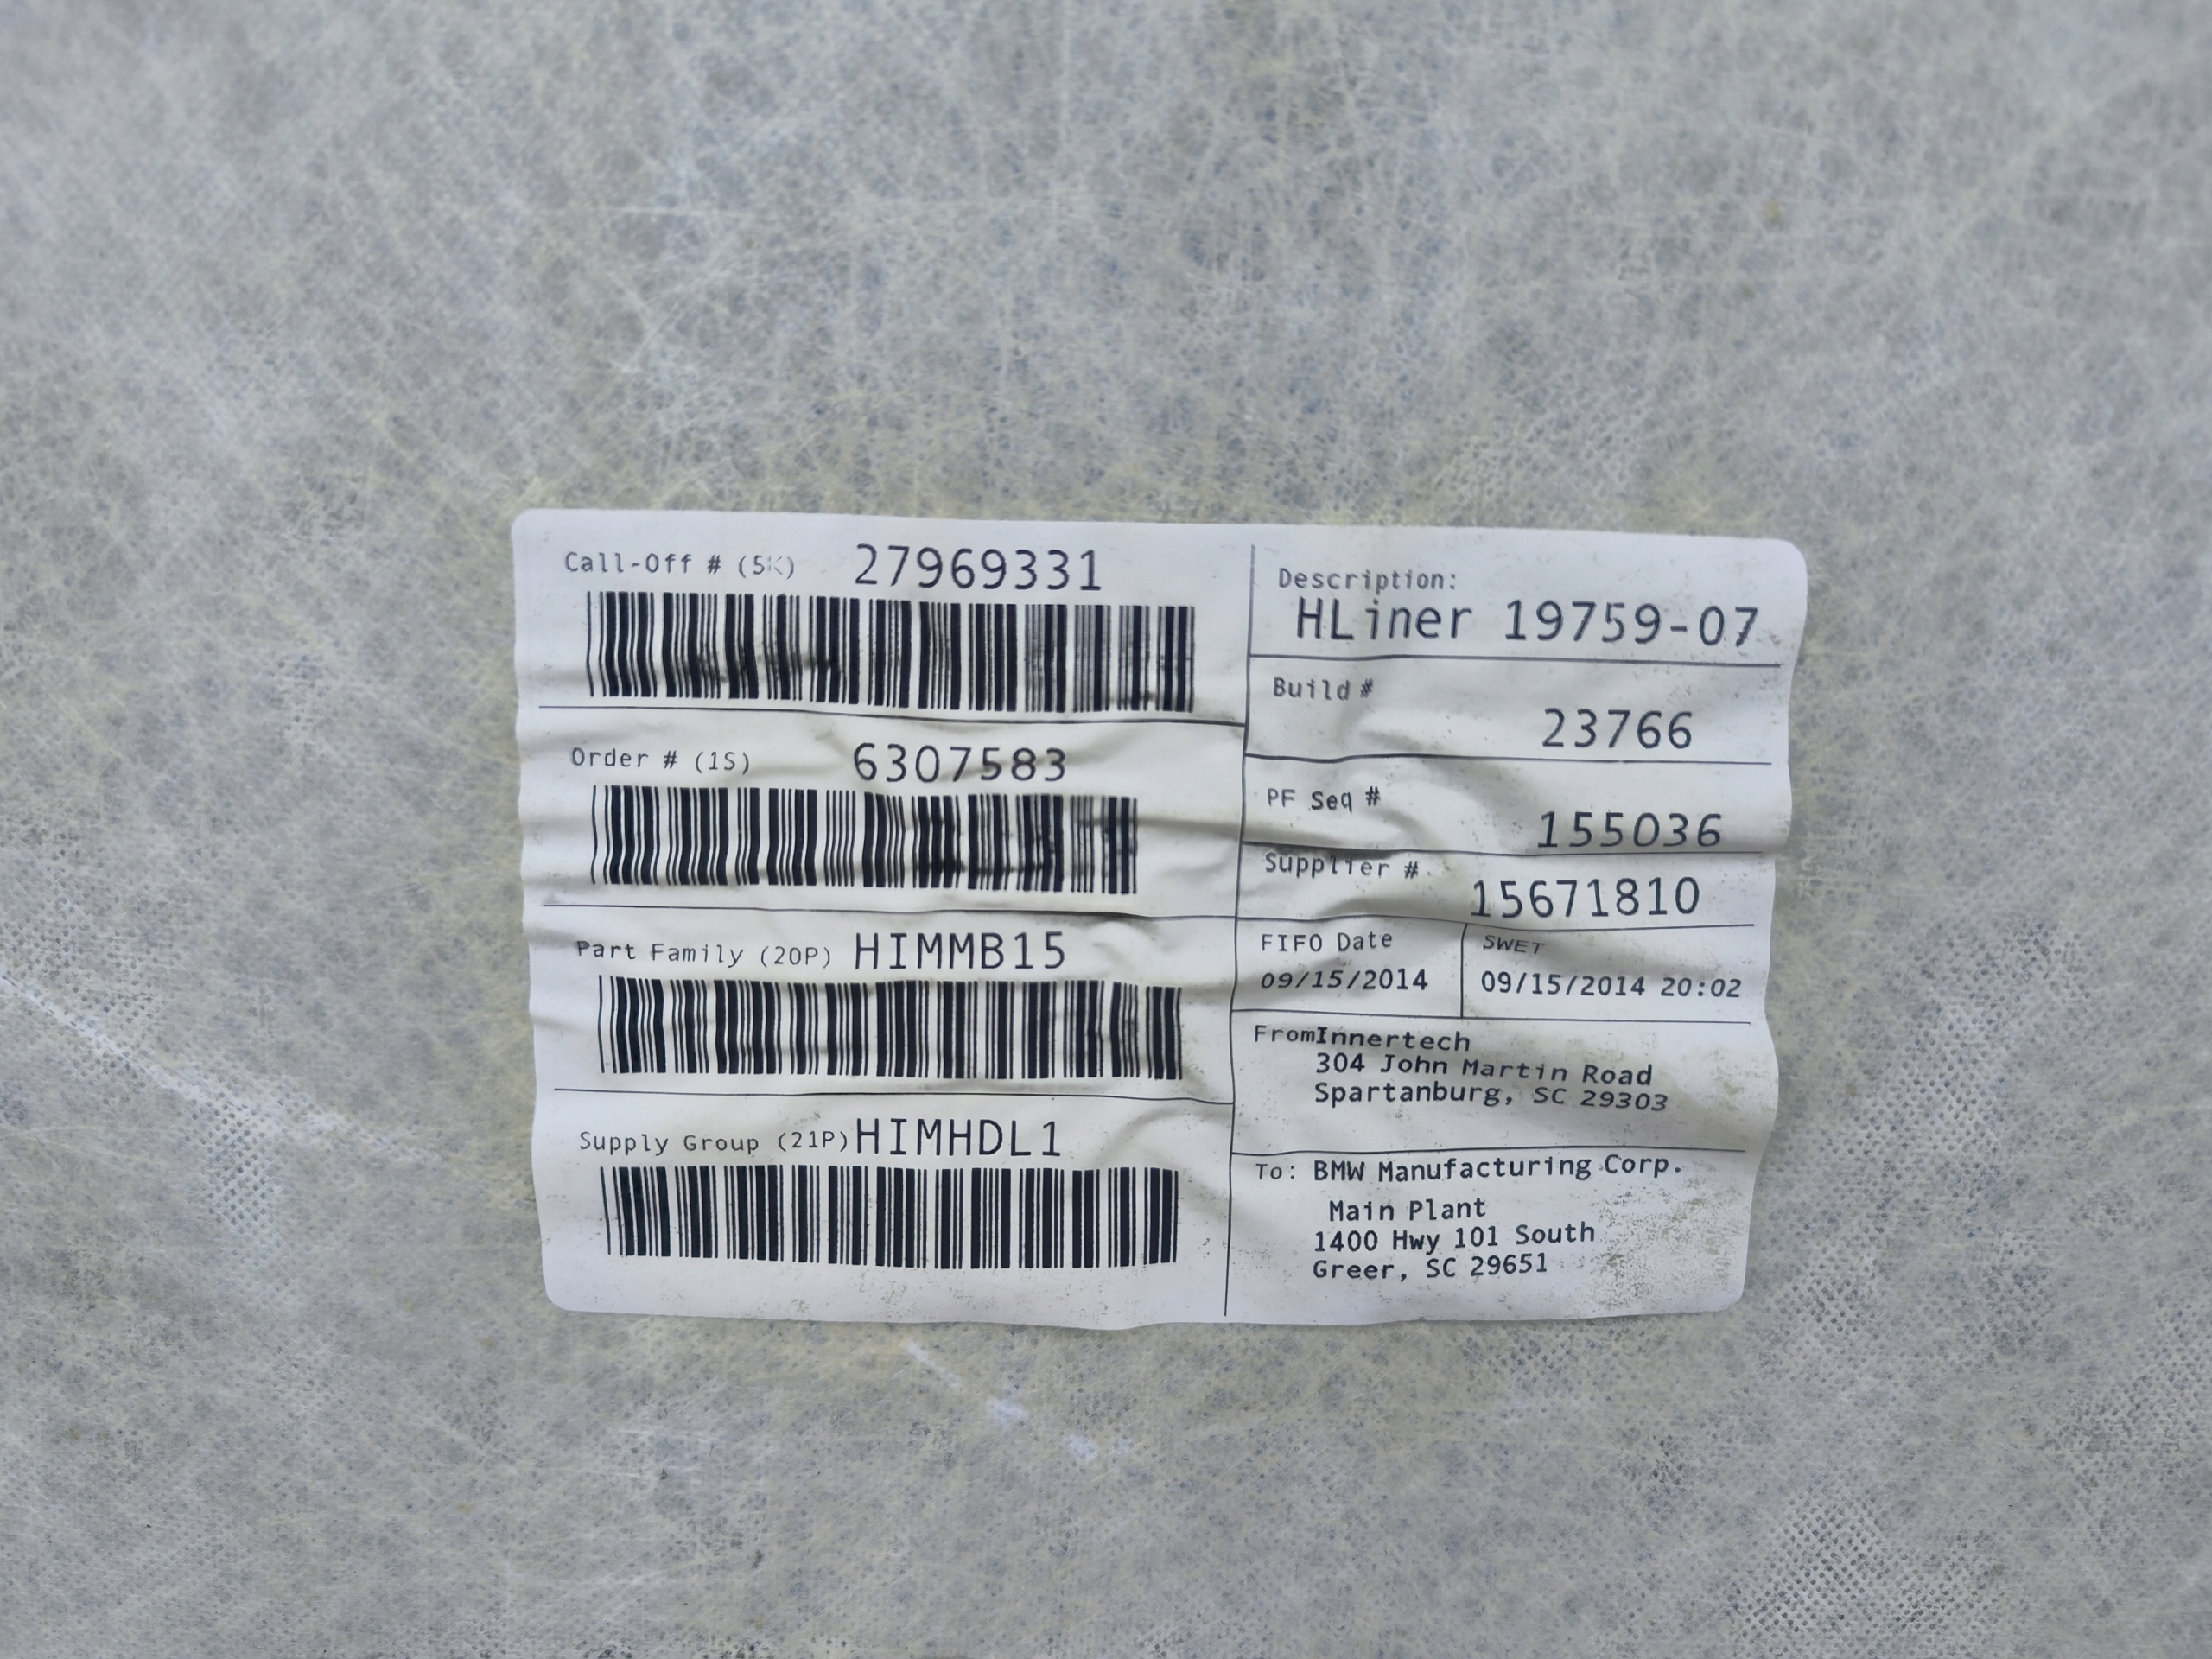 Call-Off # (5K) 27969331
Order # (1S) 6307583
Part Family (20P) HIMMB15
Supply Group (21P) HIMHDL1
Description:
HLiner 19759-07
Build #
23766
PF Seq #
155036
Supplier #
15671810
FIFO Date
09/15/2014
SWET
09/15/2014 20:02
FromInnertech
304 John Martin Road
Spartanburg, SC 29303
To: BMW Manufacturing Corp.
Main Plant
1400 Hwy 101 South
Greer, SC 29651